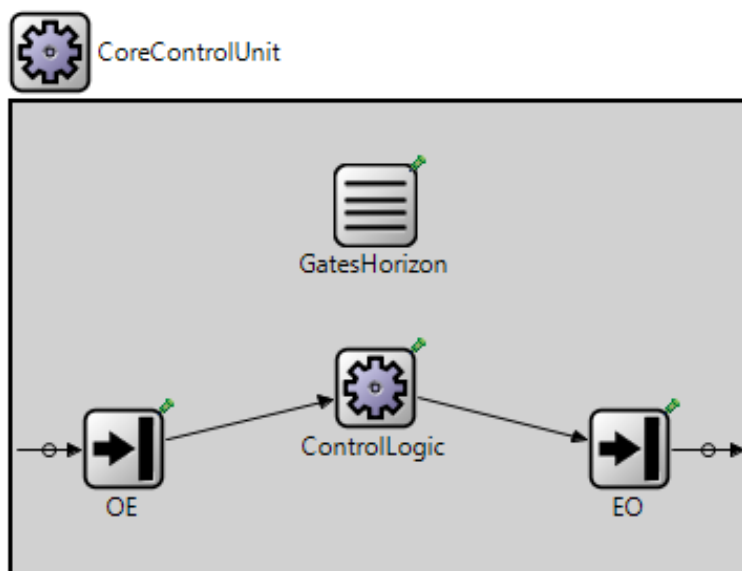 CoreControlUnit
GatesHorizon
ControlLogic
OE
EO